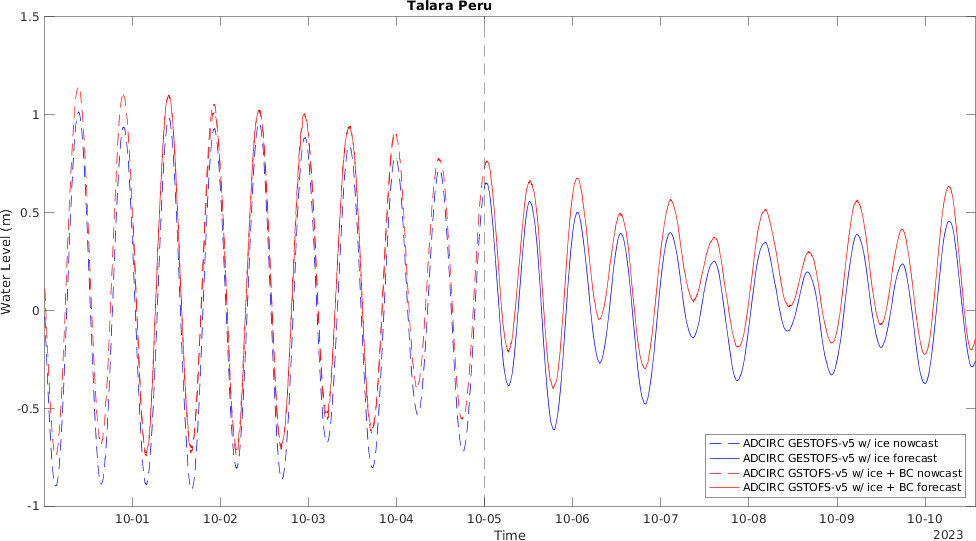 Talara Peru
1.5
1
0.5
0
-0.5
-1
Water Level (m)
10-01 10-02 10-03 10-04 10-05 10-06 10-07 10-08 10-09 10-10
Time
2023
ADCIRC GESTOFS-v5 w/ ice nowcast
ADCIRC GESTOFS-v5 w/ ice forecast
ADCIRC GSTOFS-v5 w/ ice + BC nowcast
ADCIRC GSTOFS-v5 w/ ice + BC forecast